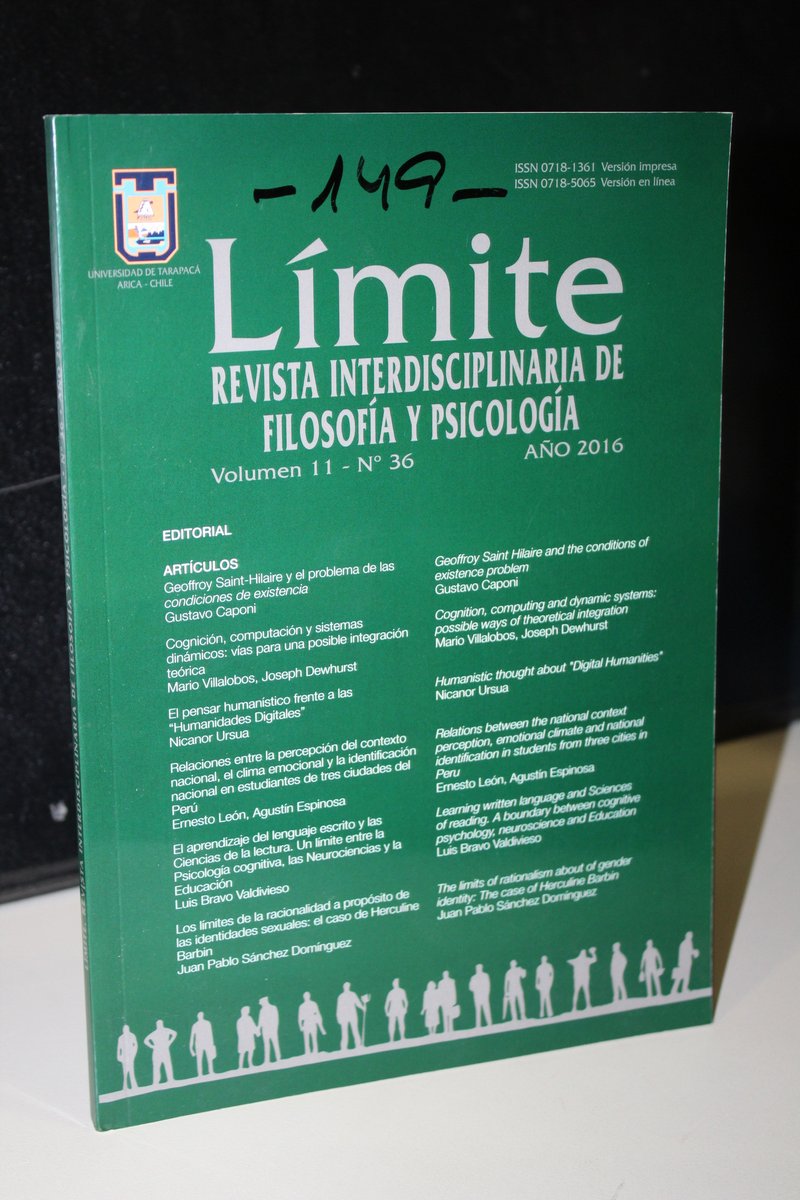 -149-
ISSN 0718-1361 Versión impresa
ISSN 0718-5065 Versión en línea
UNIVERSIDAD DE TARAPACÁ
ARICA - CHILE
Límite
REVISTA INTERDISCIPLINARIA DE
FILOSOFÍA Y PSICOLOGÍA
Volumen 11 - N° 36
AÑO 2016
EDITORIAL
ARTÍCULOS
Geoffroy Saint-Hilaire y el problema de las
condiciones de existencia
Gustavo Caponi
Cognición, computación y sistemas
dinámicos: vías para una posible integración
teórica
Mario Villalobos, Joseph Dewhurst
El pensar humanístico frente a las
“Humanidades Digitales”
Nicanor Ursua
Relaciones entre la percepción del contexto
nacional, el clima emocional y la identificación
nacional en estudiantes de tres ciudades del
Perú
Ernesto León, Agustín Espinosa
El aprendizaje del lenguaje escrito y las
Ciencias de la lectura. Un límite entre la
Psicología cognitiva, las Neurociencias y la
Educación
Luis Bravo Valdivieso
Los límites de la racionalidad a propósito de
las identidades sexuales: el caso de Herculine
Barbin
Juan Pablo Sánchez Domínguez
Geoffroy Saint Hilaire and the conditions of
existence problem
Gustavo Caponi
Cognition, computing and dynamic systems:
possible ways of theoretical integration
Mario Villalobos, Joseph Dewhurst
Humanistic thought about “Digital Humanities”
Nicanor Ursua
Relations between the national context
perception, emotional climate and national
identification in students from three cities in
Peru
Ernesto León, Agustín Espinosa
Learning written language and Sciences
of reading. A boundary between cognitive
psychology, neuroscience and Education
Luis Bravo Valdivieso
The limits of rationalism about of gender
identity: The case of Herculine Barbin
Juan Pablo Sánchez Domínguez